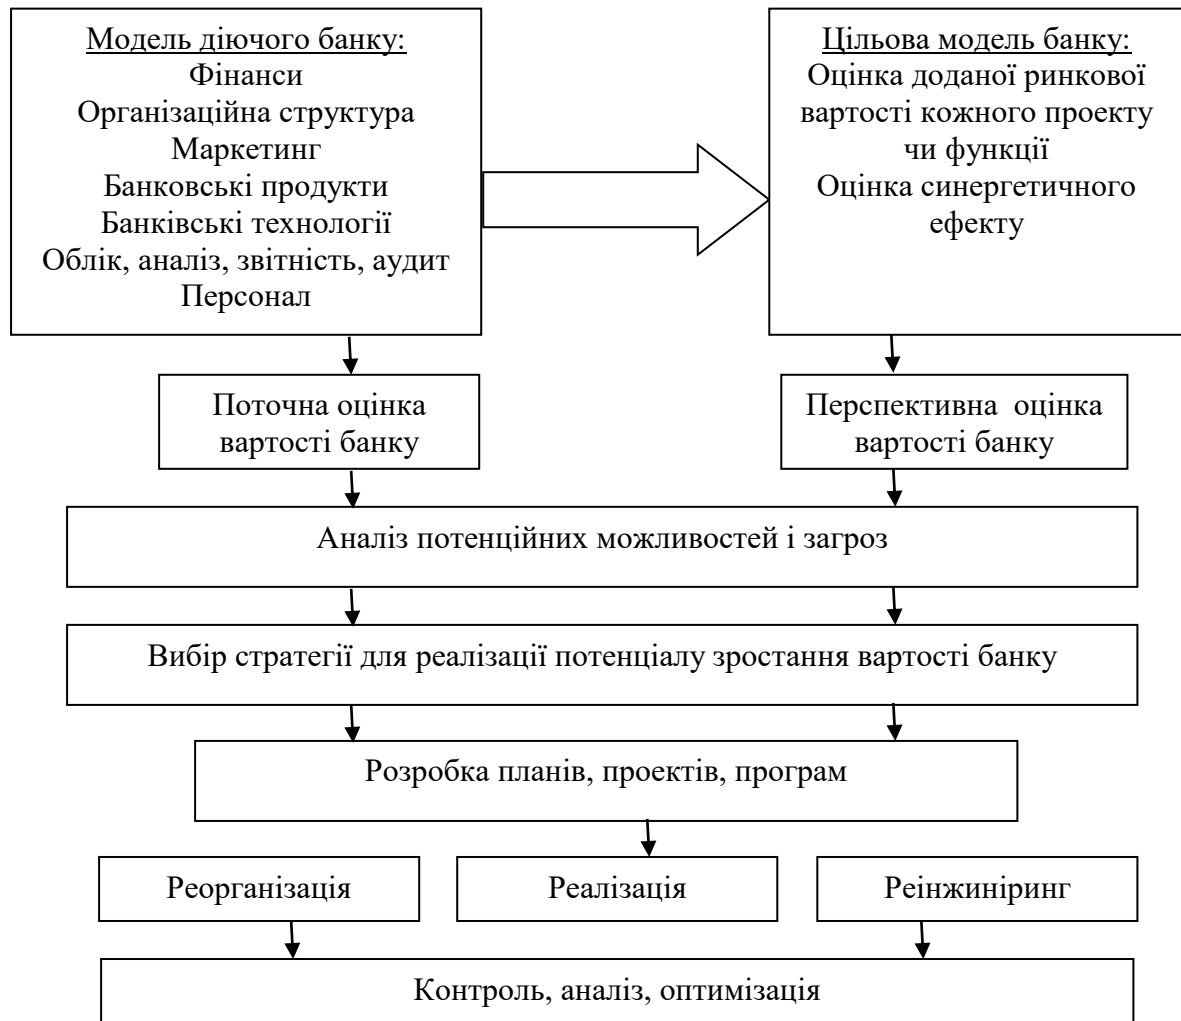 Модель діючого банку:
Фінанси
Організаційна структура
Маркетинг
Банковські продукти
Банківські технології
Облік, аналіз, звітність, аудит
Персонал
Цільова модель банку:
Оцінка доданої ринкової
вартості кожного проекту
чи функції
Оцінка синергетичного
ефекту
Поточна оцінка
вартості банку
Перспективна оцінка
вартості банку
Аналіз потенційних можливостей і загроз
Вибір стратегії для реалізації потенціалу зростання вартості банку
Розробка планів, проектів, програм
Реорганізація
Реалізація
Реінжиніринг
Контроль, аналіз, оптимізація